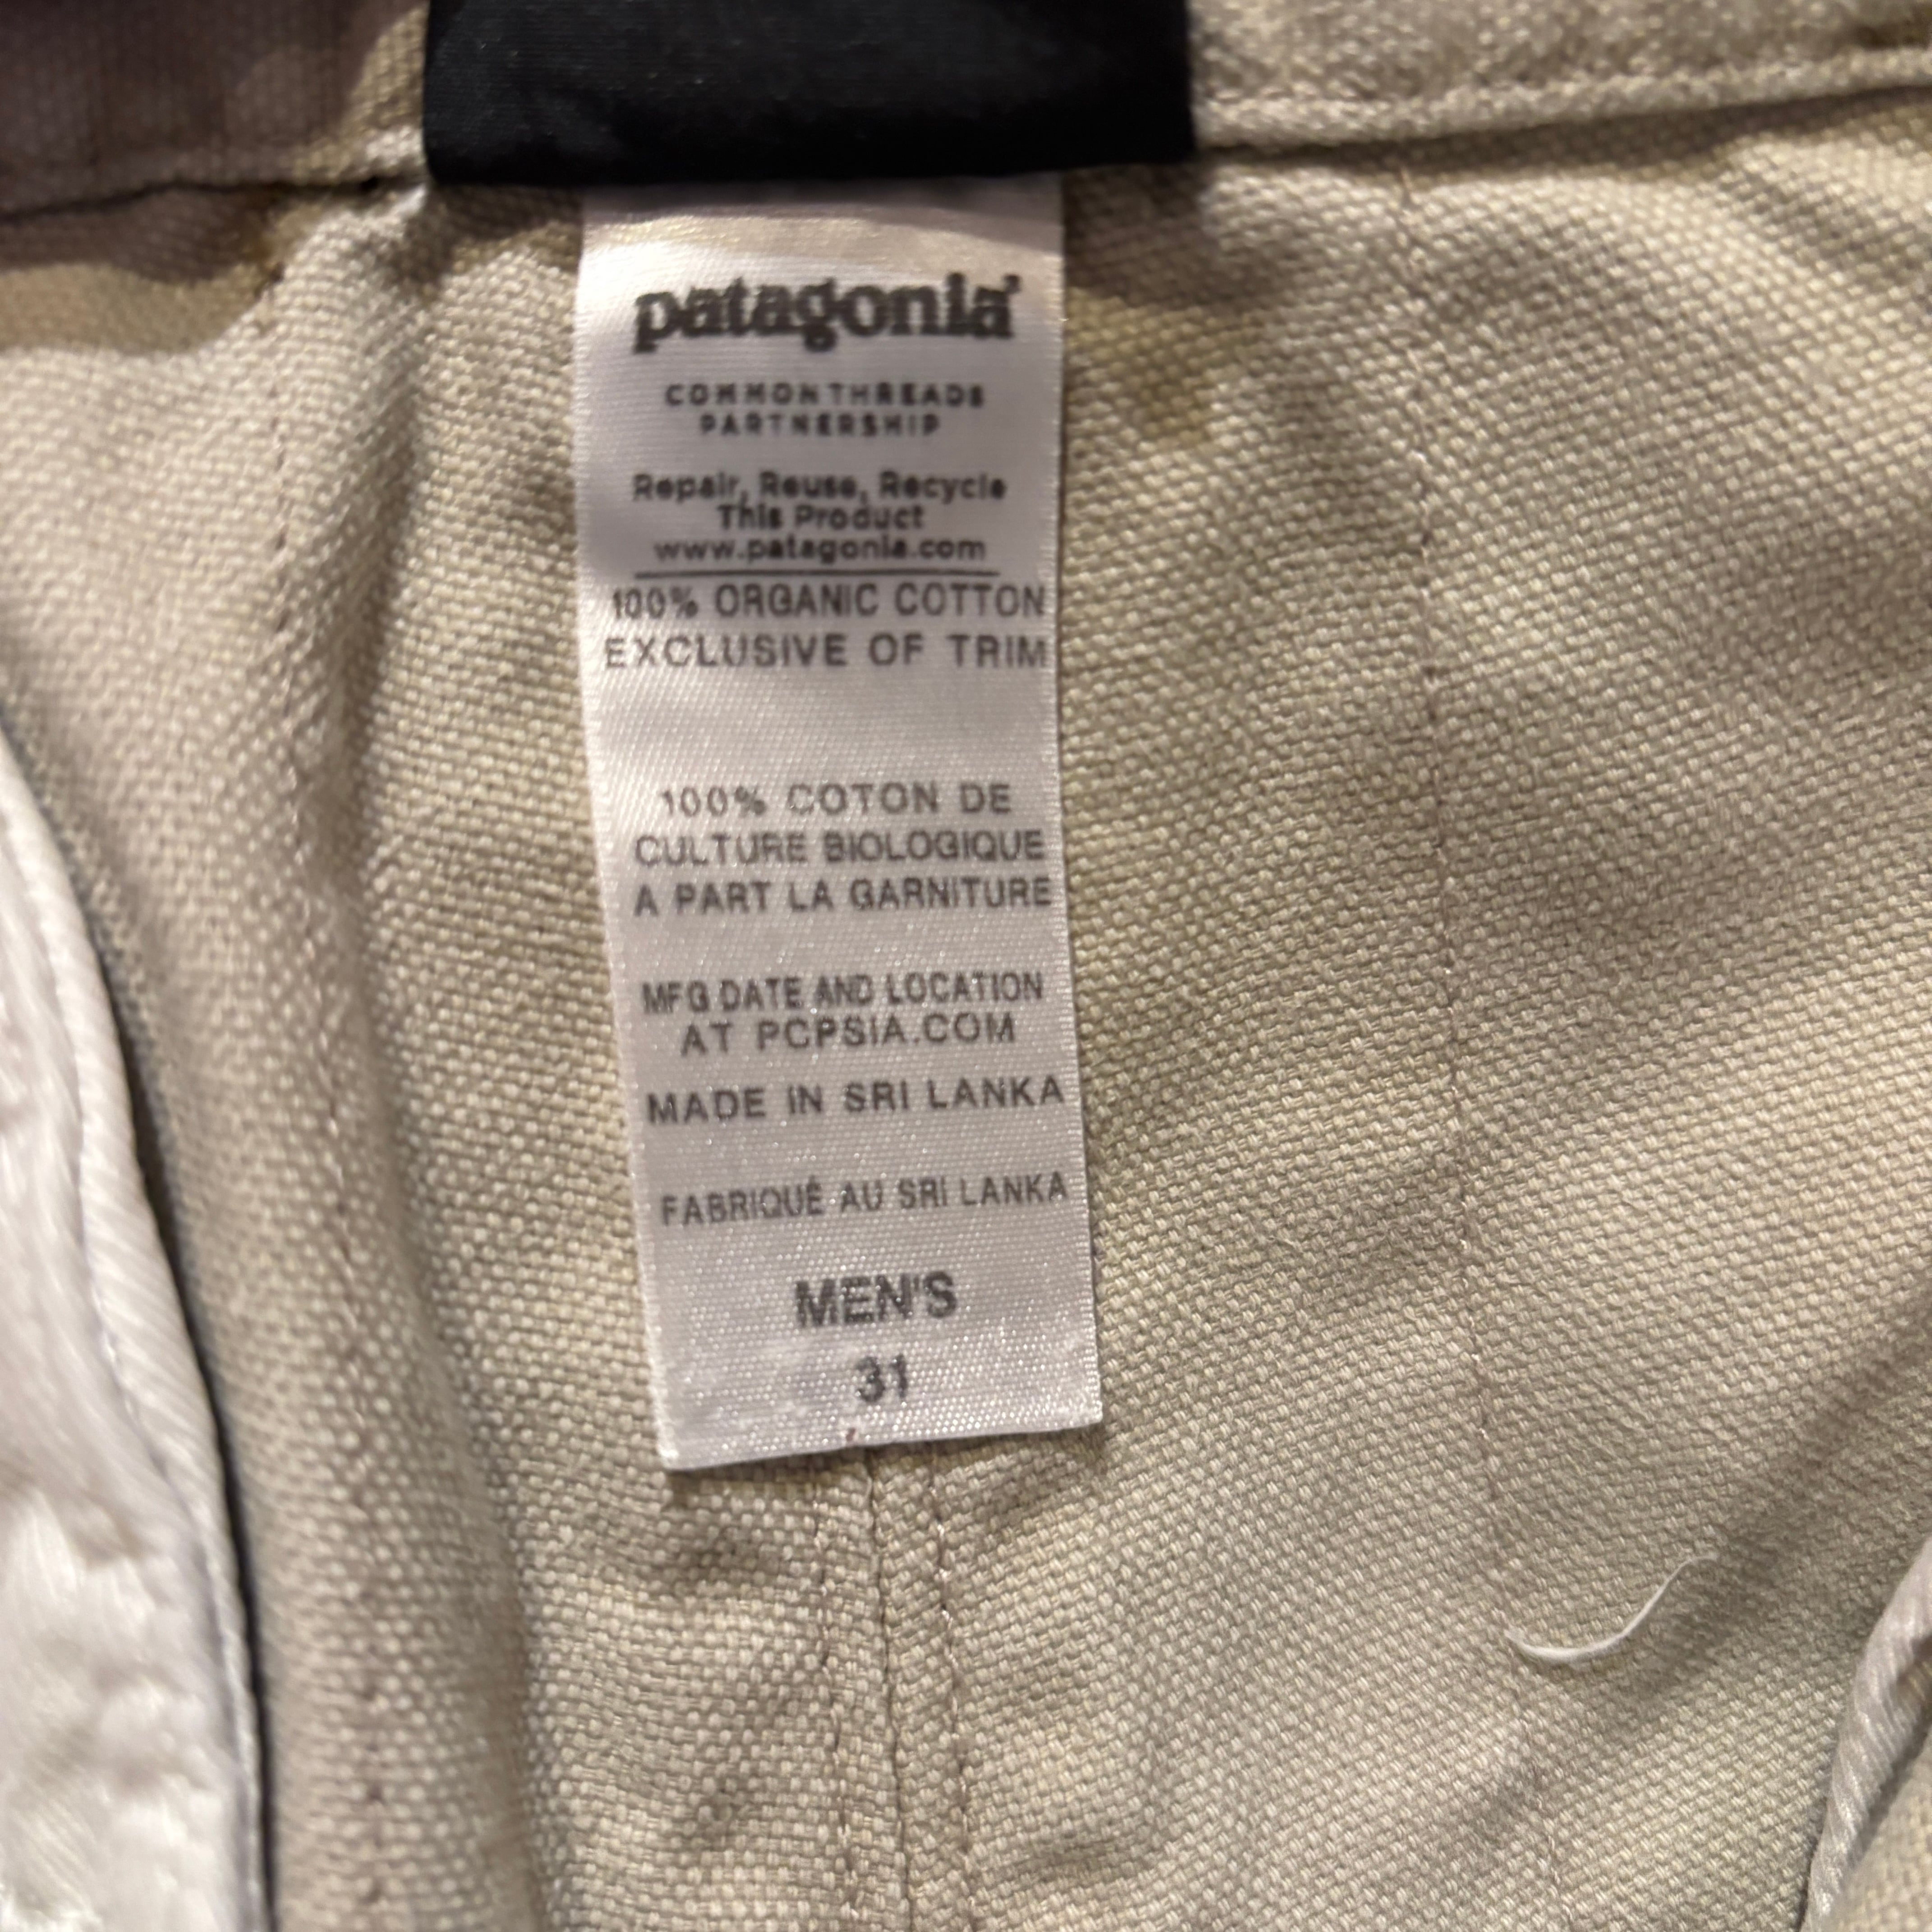 patagonia®
COMMON THREADS
PARTNERSHIP
Repair, Reuse, Recycle
This Product
www.patagonia.com
100% ORGANIC COTTON
EXCLUSIVE OF TRIM
100% COTON DE
CULTURE BIOLOGIQUE
A PART LA GARNITURE
MFG DATE AND LOCATION
AT PCPSIA.COM
MADE IN SRI LANKA
FABRIQUÉ AU SRI LANKA
MEN'S
31